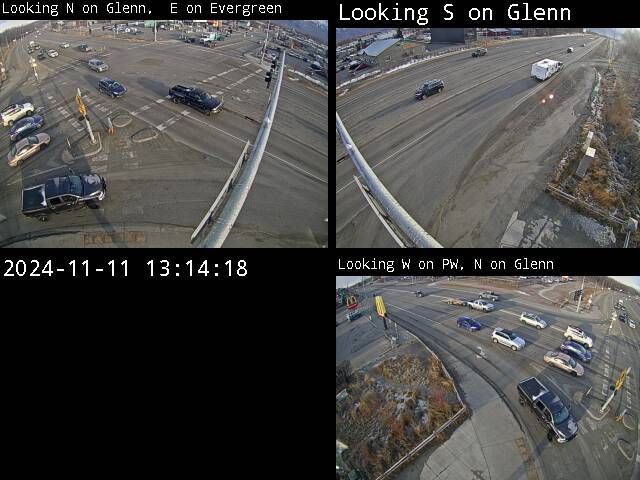 Looking N on Glenn,  E on Evergreen
Looking S on Glenn
2024-11-11 13:14:18
Looking W on PW, N on Glenn